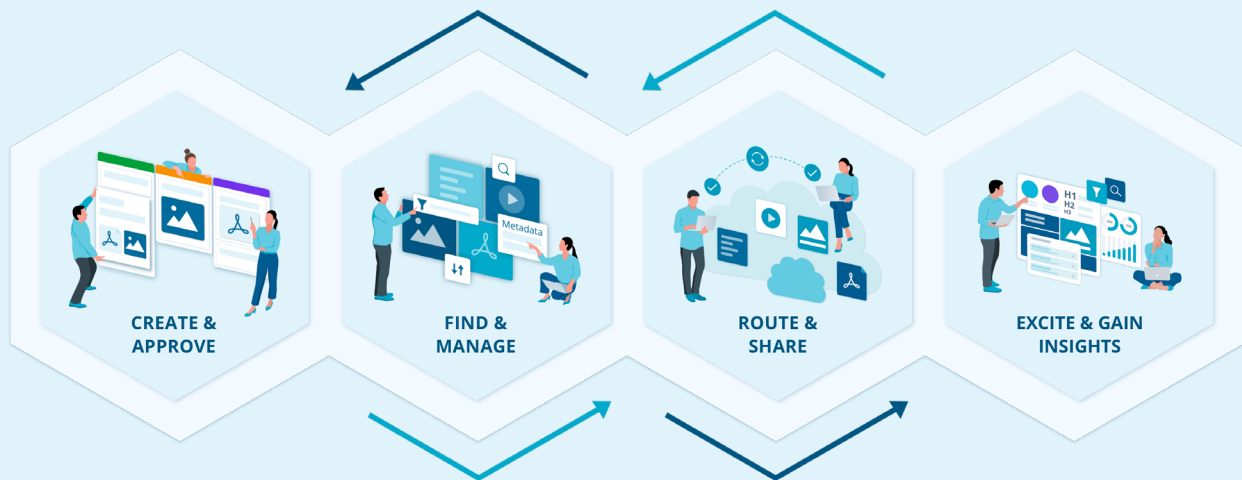 CREATE &
APPROVE
Metadata
FIND &
MANAGE
ROUTE &
SHARE
H1
H2
H3
EXCITE & GAIN
INSIGHTS